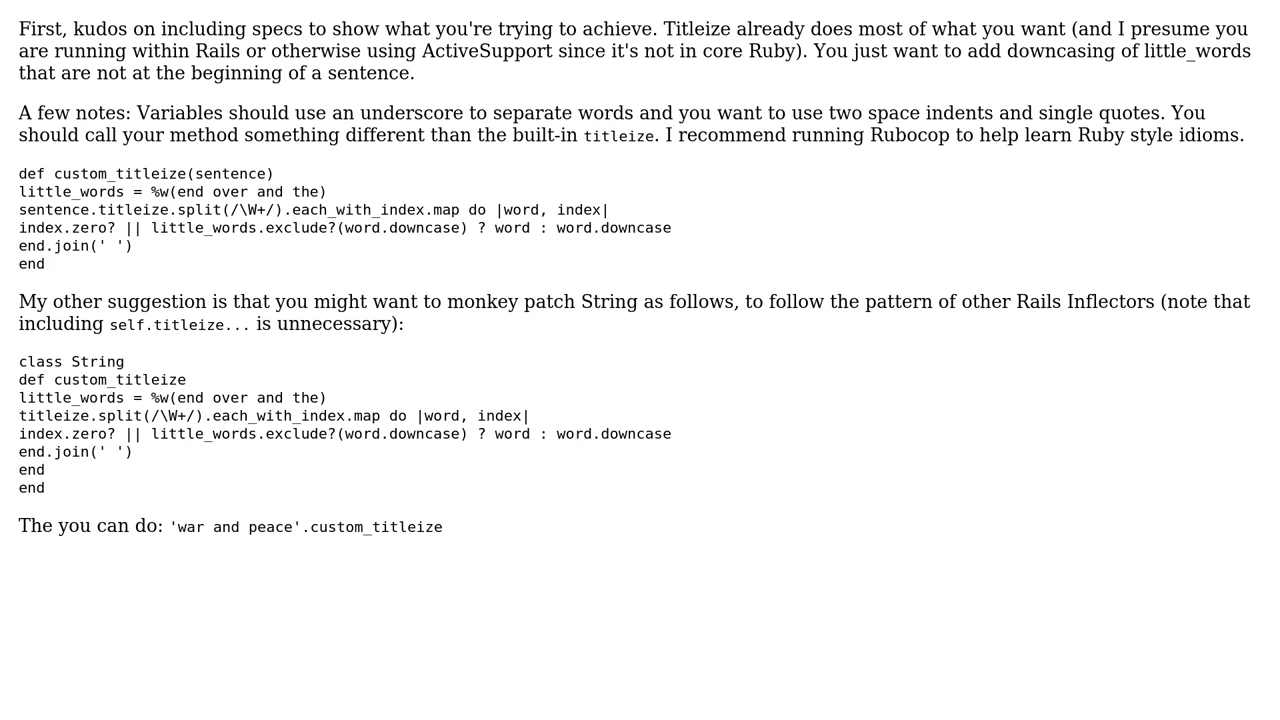 First, kudos on including specs to show what you're trying to achieve. Titleize already does most of what you want (and I presume you
are running within Rails or otherwise using ActiveSupport since it's not in core Ruby). You just want to add downcasing of little_words
that are not at the beginning of a sentence.
A few notes: Variables should use an underscore to separate words and you want to use two space indents and single quotes. You
should call your method something different than the built-in titleize. I recommend running Rubocop to help learn Ruby style idioms.
def custom_titleize(sentence)
little_words = %w(end over and the)
sentence.titleize.split(/\W+/).each_with_index.map do |word, index|
index.zero? || little_words.exclude?(word.downcase) ? word : word.downcase
end.join(' ')
end
My other suggestion is that you might want to monkey patch String as follows, to follow the pattern of other Rails Inflectors (note that
including self.titleize... is unnecessary):
class String
def custom_titleize
little_words = %w(end over and the)
titleize.split(/\W+/).each_with_index.map do |word, index|
index.zero? || little_words.exclude?(word.downcase) ? word : word.downcase
end.join(' ')
end
end
The you can do: 'war and peace'.custom_titleize